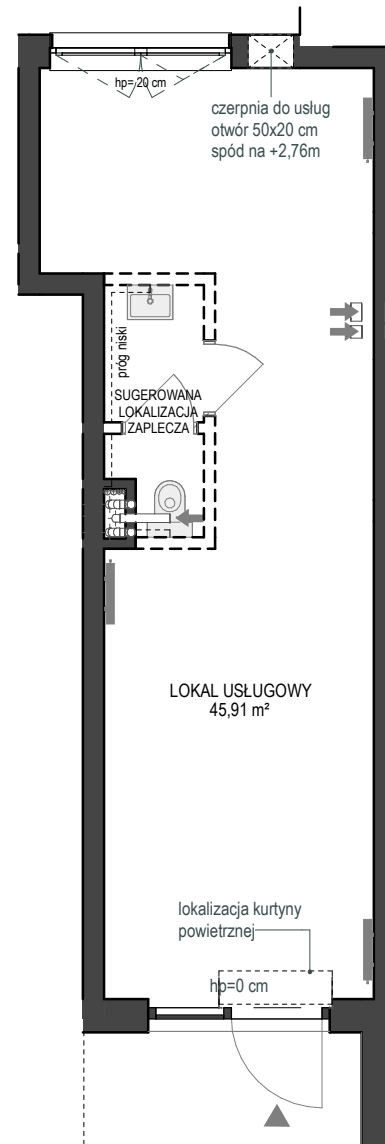 hp= 20 cm
czerpnia do usług
otwór 50x20 cm
spód na +2,76m
próg niski
SUGEROWANA
LOKALIZACJA
ZAPLECZA
LOKAL USŁUGOWY
45,91 m²
lokalizacja kurtyny
powietrznej
hp=0 cm